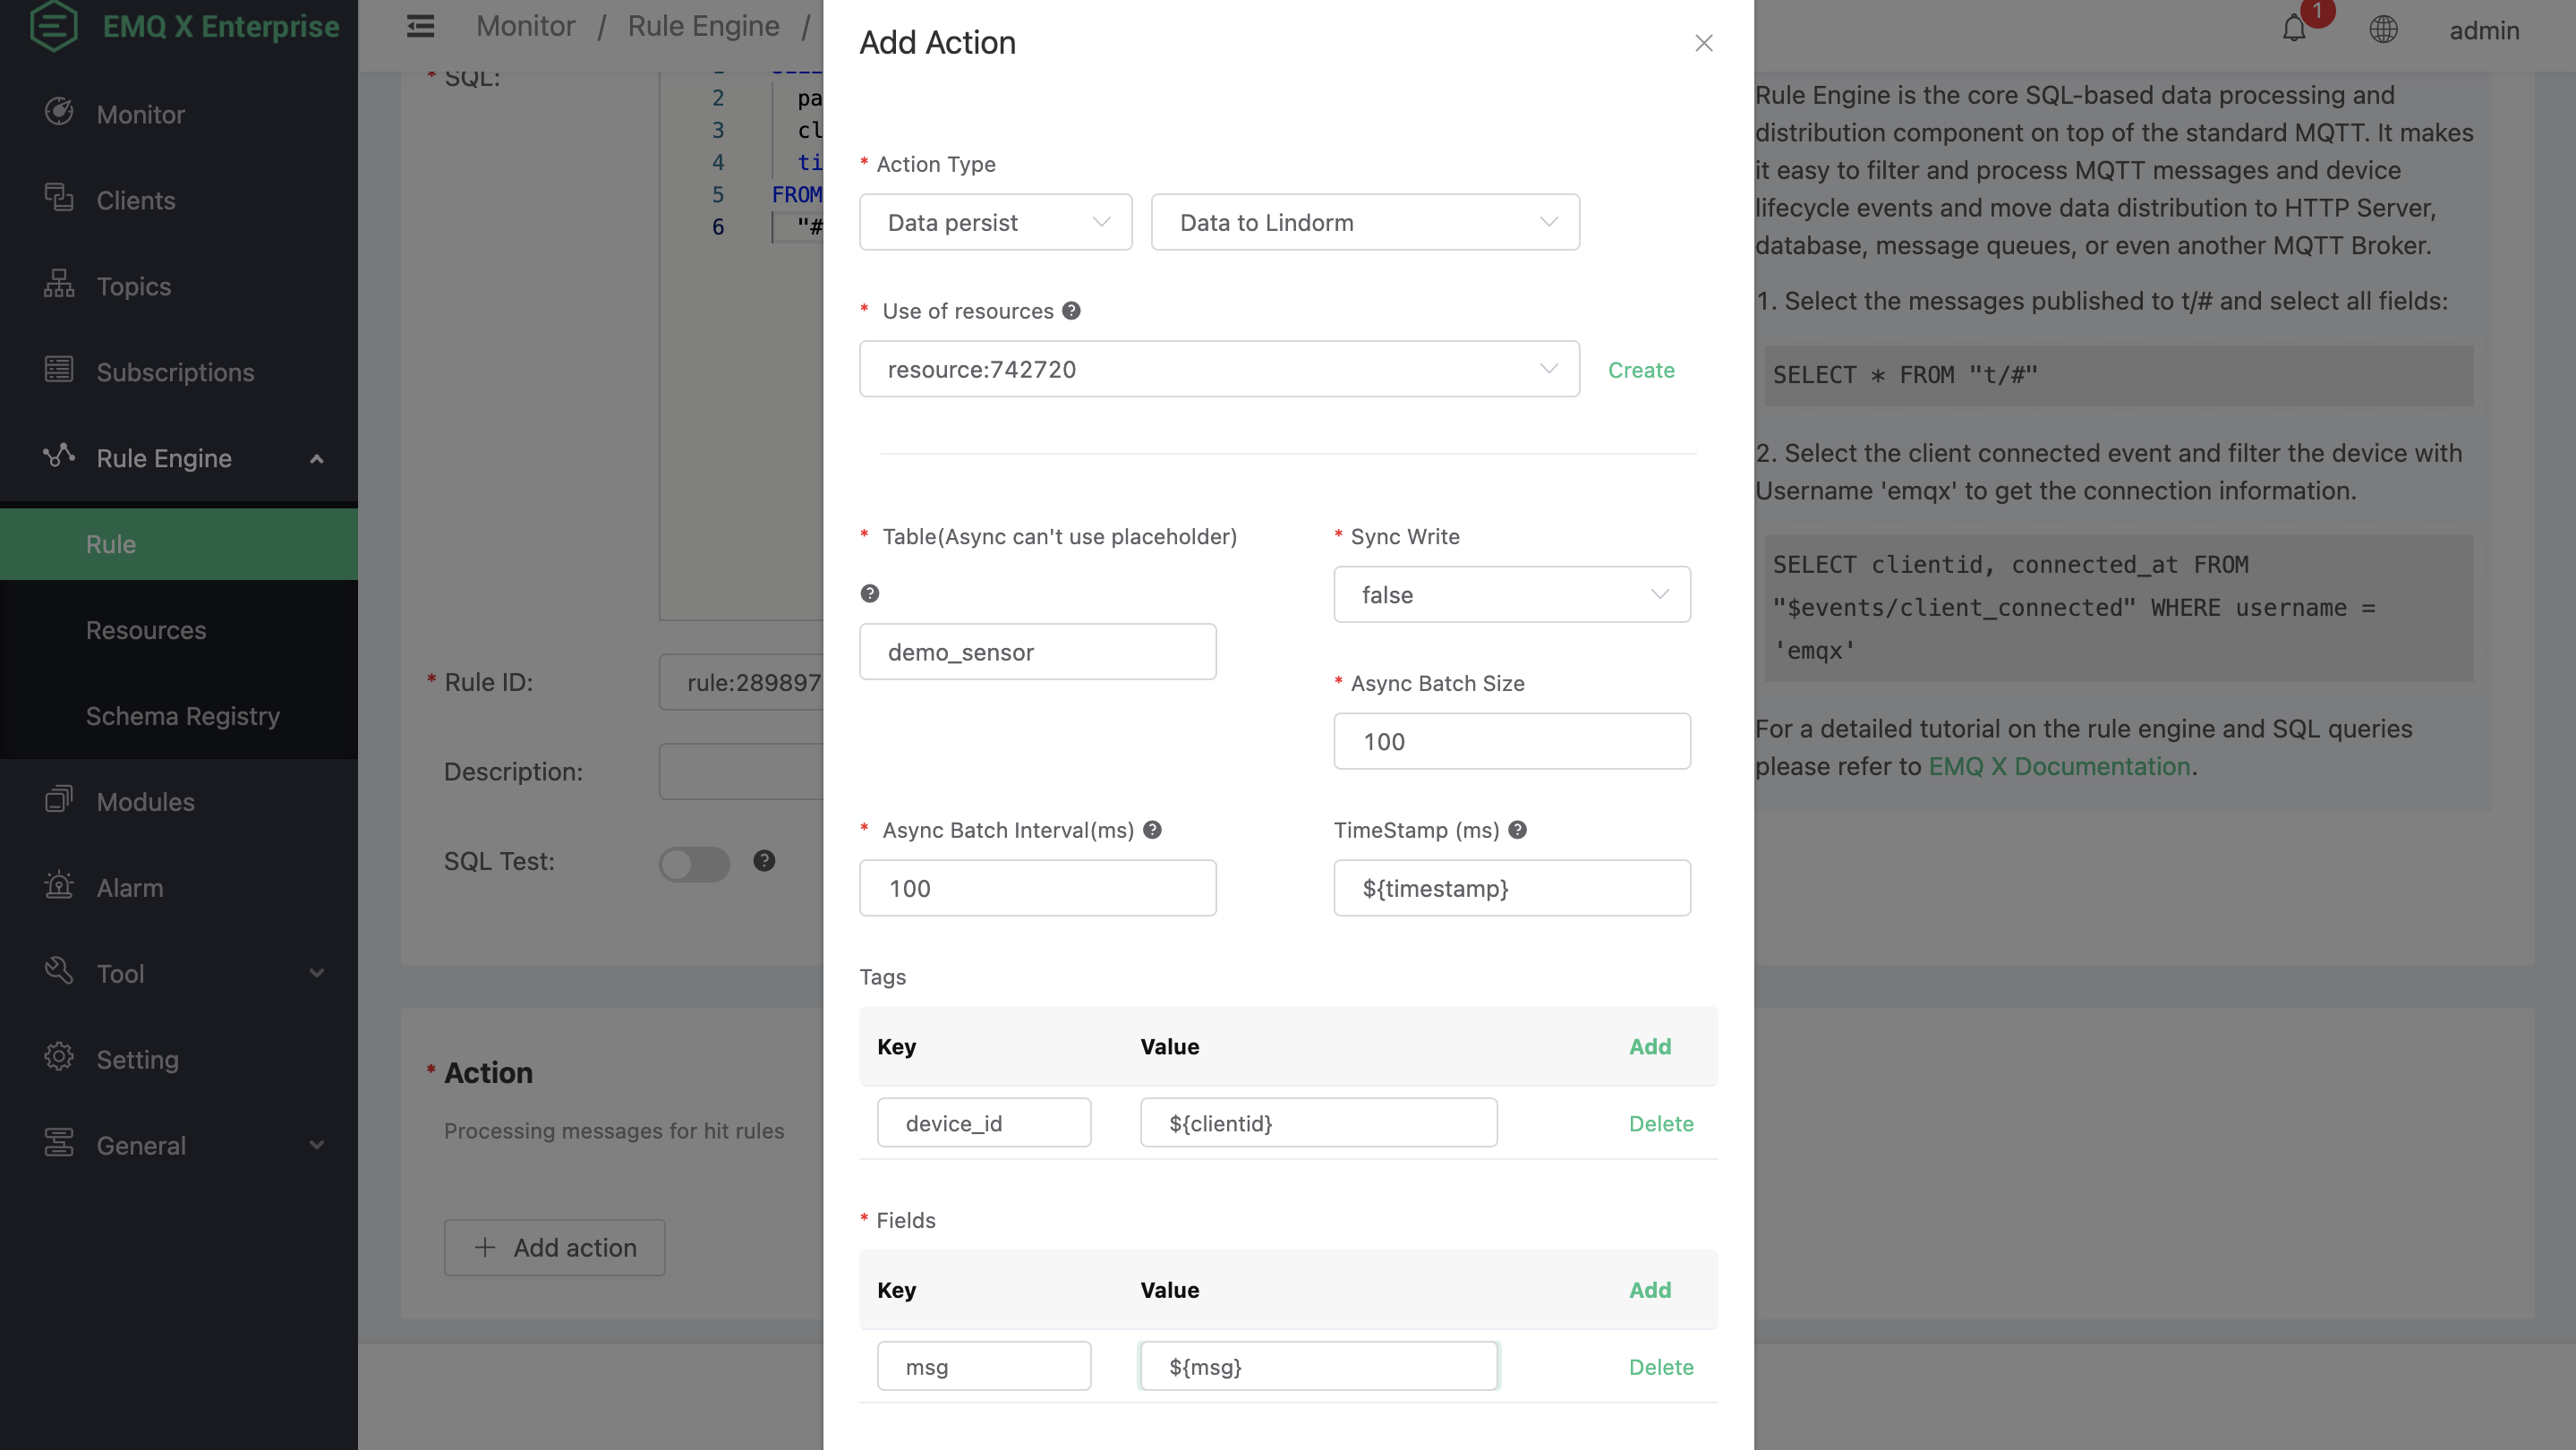 EMQ X Enterprise
Monitor
Clients
Topics
Subscriptions
Rule Engine
Rule
Resources
Schema Registry
Modules
Alarm
Tool
Setting
General
Monitor / Rule Engine /
1
admin
* SQL:
2 pa
3 cl
4 ti
5 FROM
6 "#
* Rule ID:
rule:289897
Description:
SQL Test:
* Action
Processing messages for hit rules
+ Add action
Add Action
* Action Type
Data persist
Data to Lindorm
* Use of resources
resource:742720
Create
* Table(Async can't use placeholder)
demo_sensor
* Sync Write
false
* Async Batch Size
100
* Async Batch Interval(ms)
100
TimeStamp (ms)
${timestamp}
Tags
Key Value Add
device_id ${clientid} Delete
* Fields
Key Value Add
msg ${msg} Delete
Rule Engine is the core SQL-based data processing and
distribution component on top of the standard MQTT. It makes
it easy to filter and process MQTT messages and device
lifecycle events and move data distribution to HTTP Server,
database, message queues, or even another MQTT Broker.
1. Select the messages published to t/# and select all fields:
SELECT * FROM "t/#"
2. Select the client connected event and filter the device with
Username 'emqx' to get the connection information.
SELECT clientid, connected_at FROM
"$events/client_connected" WHERE username =
'emqx'
For a detailed tutorial on the rule engine and SQL queries
please refer to EMQ X Documentation.